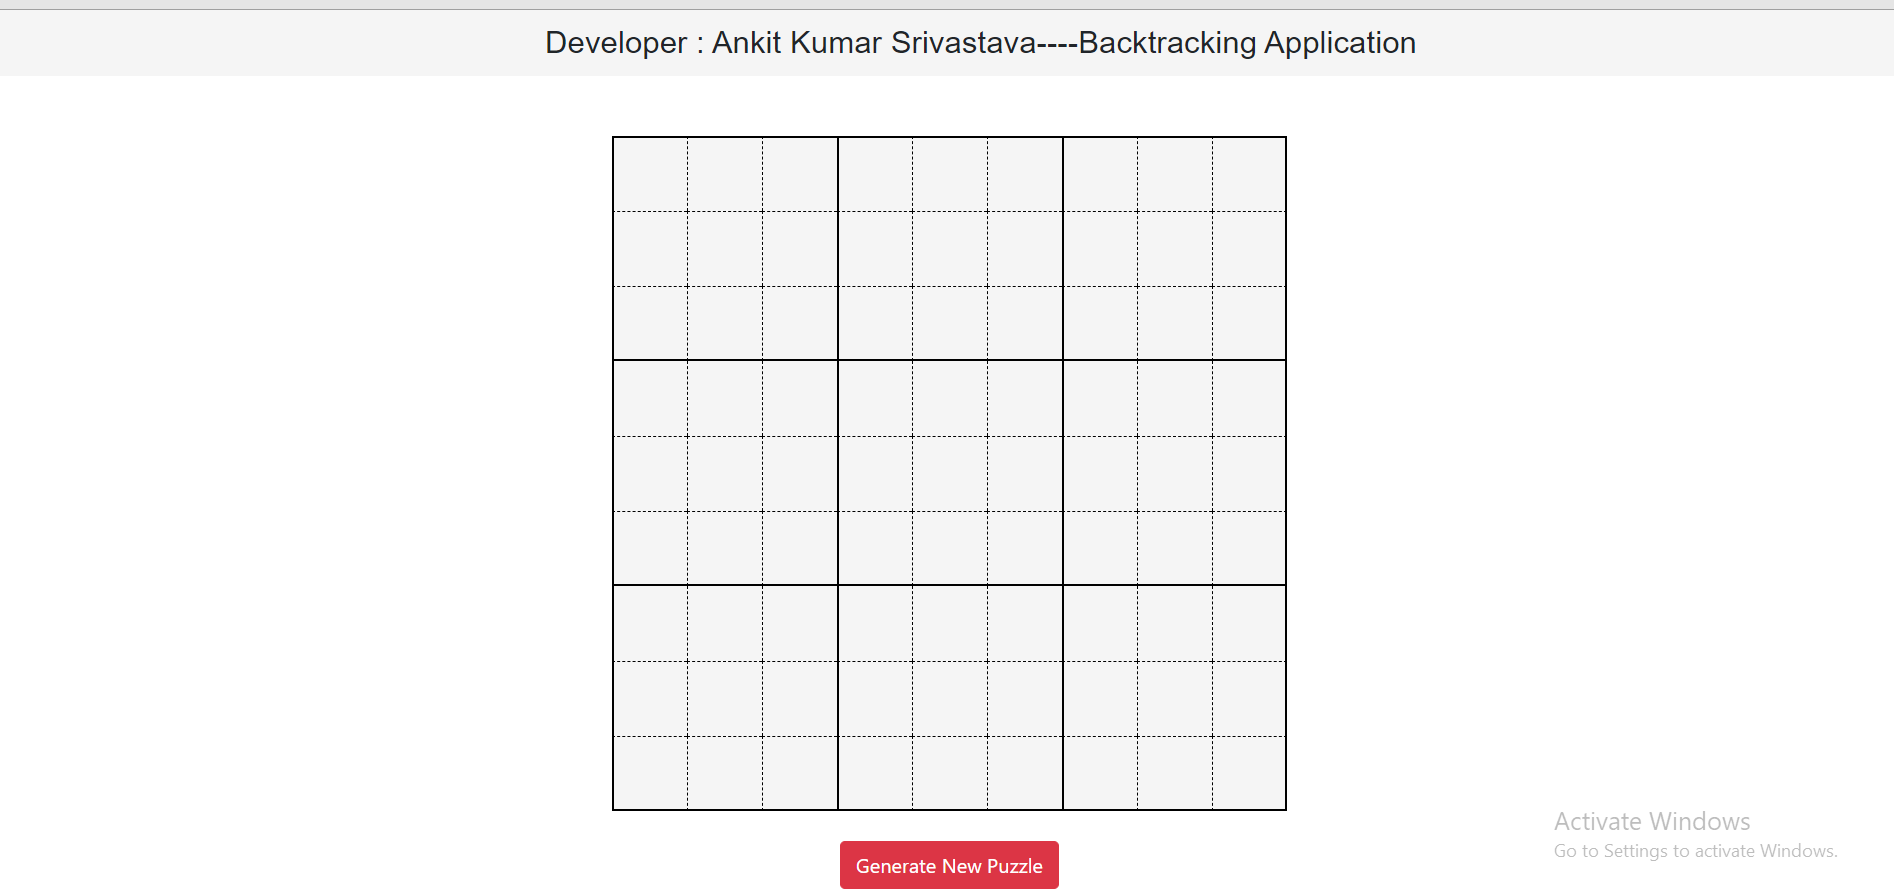 Developer : Ankit Kumar Srivastava----Backtracking Application
Generate New Puzzle
Activate Windows
Go to Settings to activate Windows.